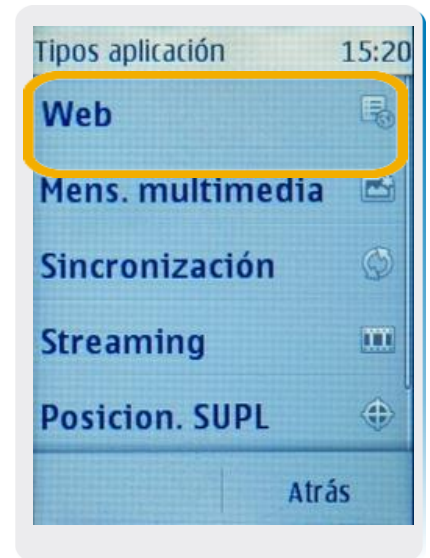 Tipos aplicación 15:20
Web
Mens. multimedia
Sincronización
Streaming
Posicion. SUPL
Atrás